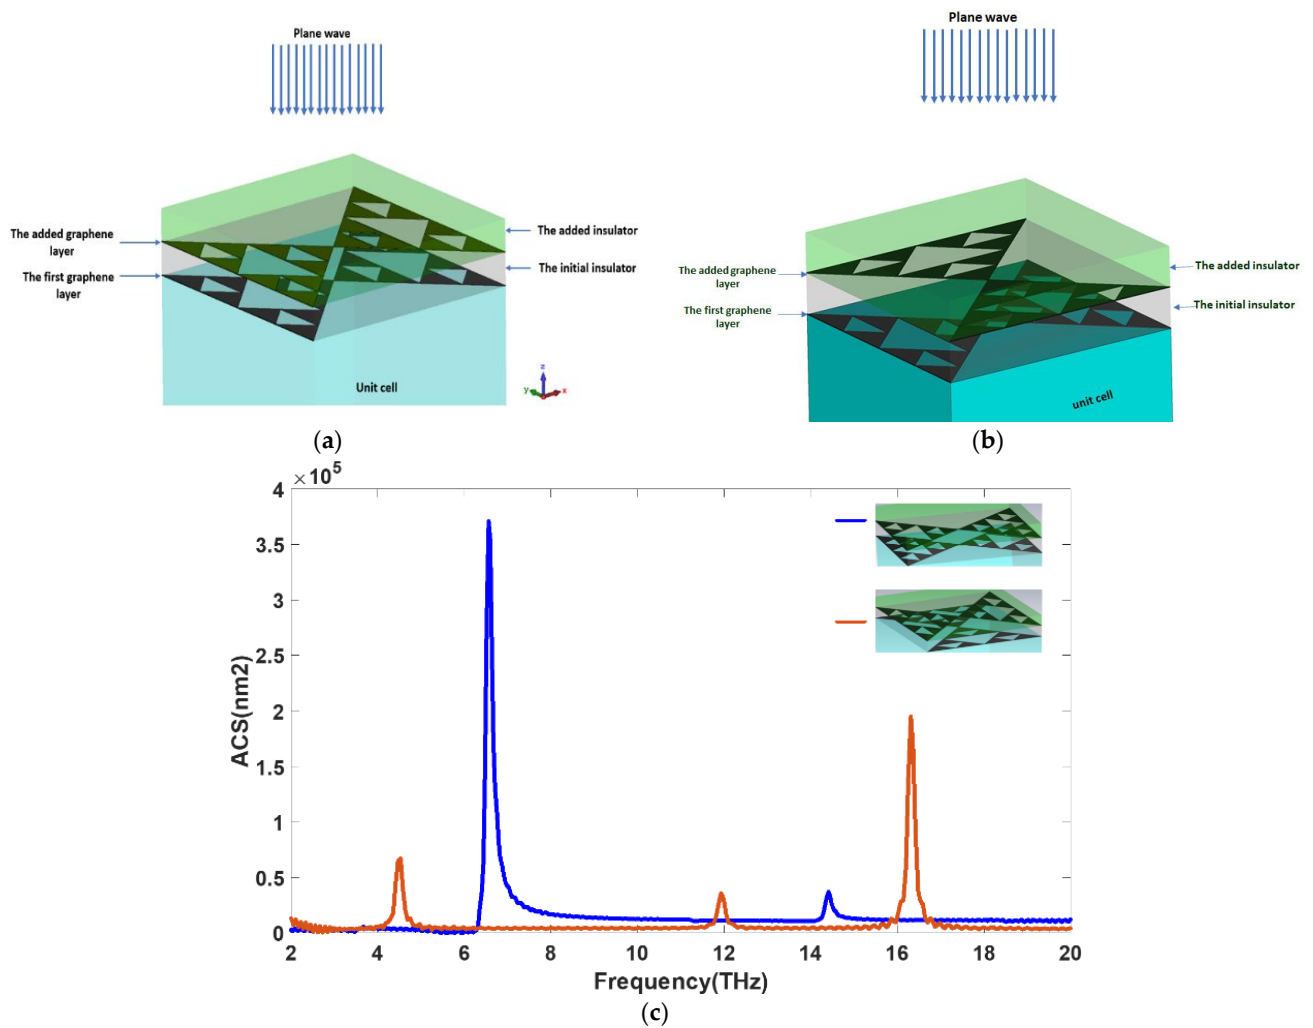 Plane wave
The added graphene
layer
The first graphene
layer
The added insulator
The initial insulator
Unit cell
z
y
x
(a)
Plane wave
The added graphene
layer
The first graphene
layer
The added insulator
The initial insulator
unit cell
(b)
×10⁵
4
3.5
3
2.5
2
1.5
1
0.5
0
ACS(nm2)
2 4 6 8 10 12 14 16 18 20
Frequency(THz)
(c)